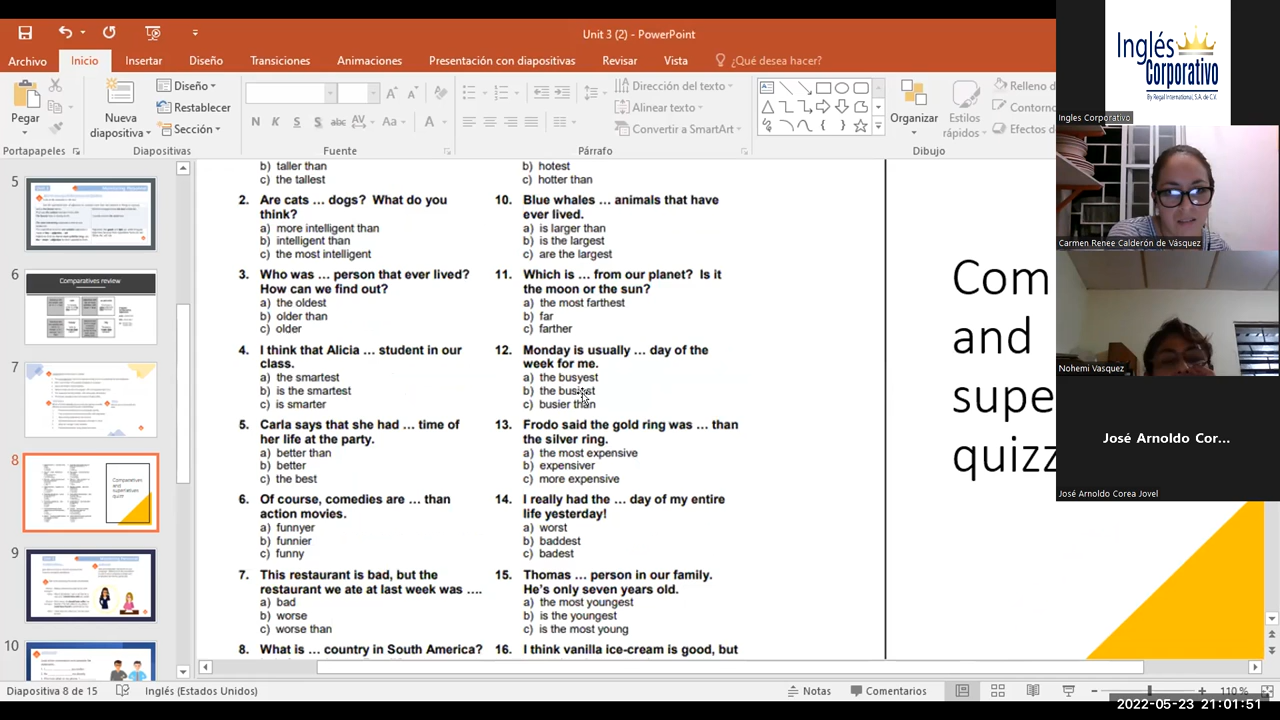 Unit 3 (2) - PowerPoint
Archivo Inicio Insertar Diseño Transiciones Animaciones Presentación con diapositivas Revisar Vista ¿Qué desea hacer?
Pegar
Nueva
diapositiva
Diseño
Restablecer
Sección
N K S abc AV Aa A
Dirección del texto
Alinear texto
Convertir a SmartArt
Organizar
Estilos
rápidos
Relleno d
Contorno
Efectos d
Portapapeles Diapositivas Fuente Párrafo Dibujo
5
6
Comparatives review
7
8
9
10
b) taller than
c) the tallest
2. Are cats … dogs? What do you
think?
a) more intelligent than
b) intelligent than
c) the most intelligent
3. Who was … person that ever lived?
How can we find out?
a) the oldest
b) older than
c) older
4. I think that Alicia … student in our
class.
a) the smartest
b) is the smartest
c) is smarter
5. Carla says that she had … time of
her life at the party.
a) better than
b) better
c) the best
6. Of course, comedies are … than
action movies.
a) funnyer
b) funnier
c) funny
7. This restaurant is bad, but the
restaurant we ate at last week was ….
a) bad
b) worse
c) worse than
8. What is … country in South America?
b) hotest
c) hotter than
10. Blue whales … animals that have
ever lived.
a) is larger than
b) is the largest
c) are the largest
11. Which is … from our planet? Is it
the moon or the sun?
a) the most farthest
b) far
c) farther
12. Monday is usually … day of the
week for me.
a) the busyest
b) the busiest
c) busier than
13. Frodo said the gold ring was … than
the silver ring.
a) the most expensive
b) expensiver
c) more expensive
14. I really had the … day of my entire
life yesterday!
a) worst
b) baddest
c) badest
15. Thomas … person in our family.
He's only seven years old.
a) the most youngest
b) is the youngest
c) is the most young
16. I think vanilla ice-cream is good, but
Com
and
supe
quizz
Inglés
Corporativo
By Regal International, S.A. de C.V.
Ingles Corporativo
Carmen Renee Calderón de Vásquez
Nohemi Vasquez
José Arnoldo Cor...
José Arnoldo Corea Jovel
Diapositiva 8 de 15 Inglés (Estados Unidos) Notas Comentarios 110 %
2022-05-23 21:01:51